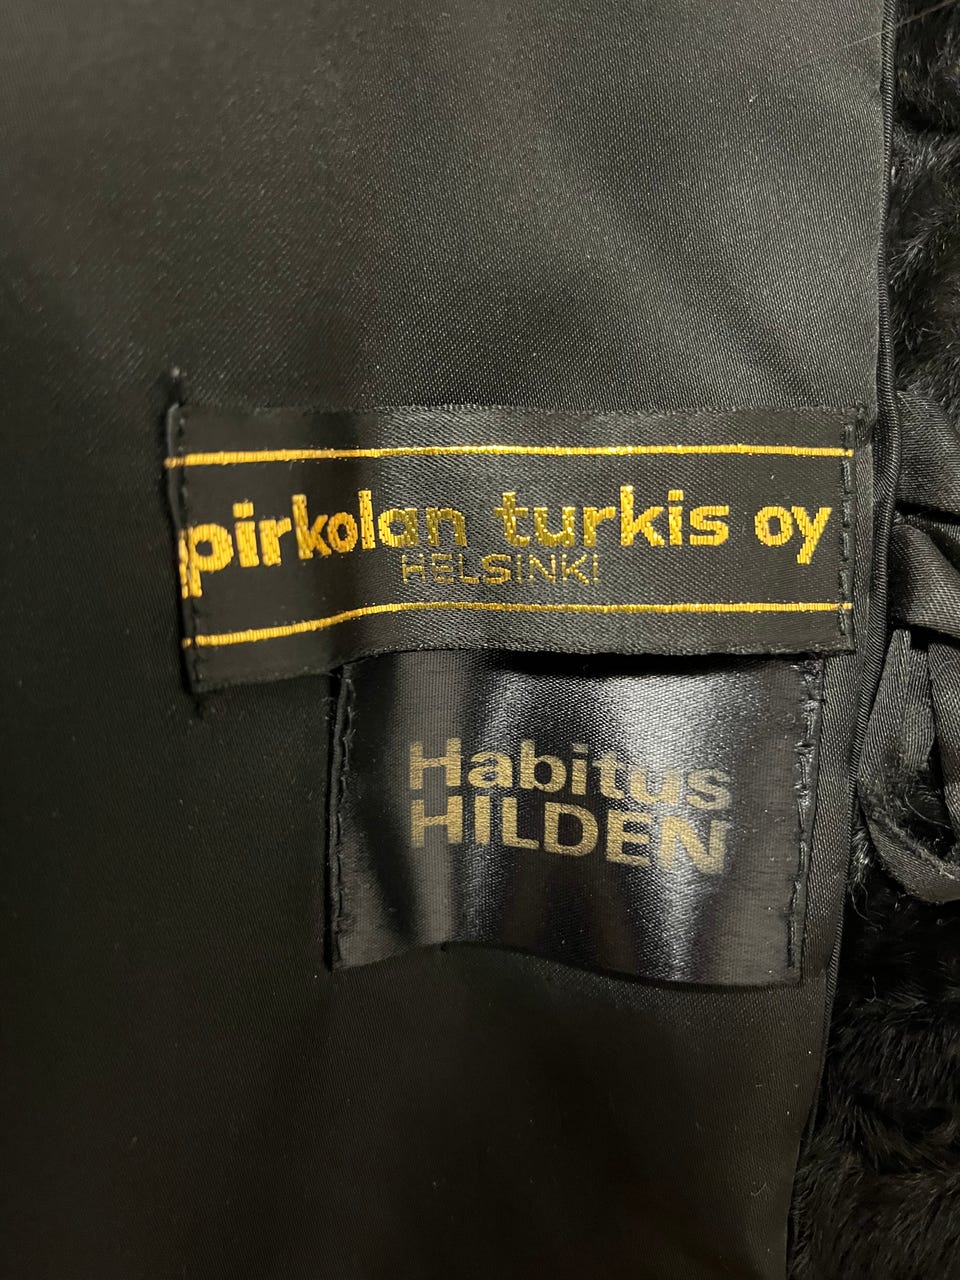 pirkolan turkis oy
HELSINKI
Habitus
HILDEN